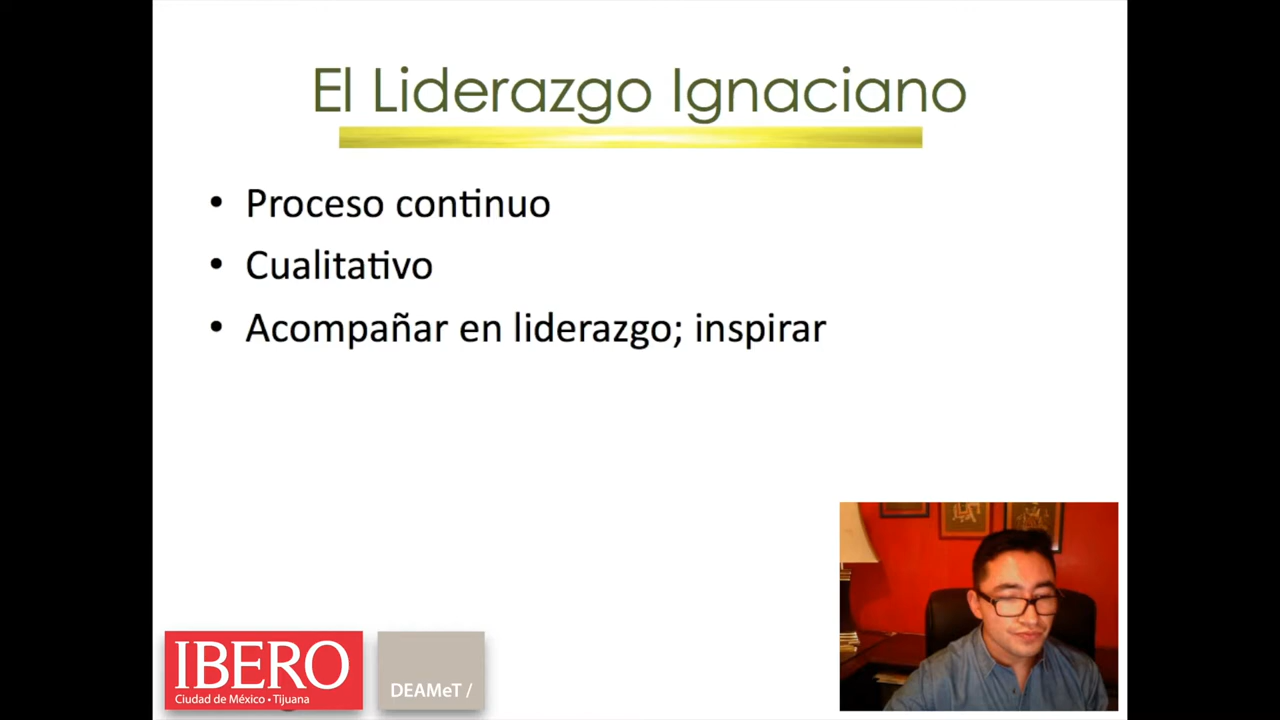 El Liderazgo Ignaciano
• Proceso continuo
• Cualitativo
• Acompañar en liderazgo; inspirar
IBERO
Ciudad de México • Tijuana
DEAMeT /